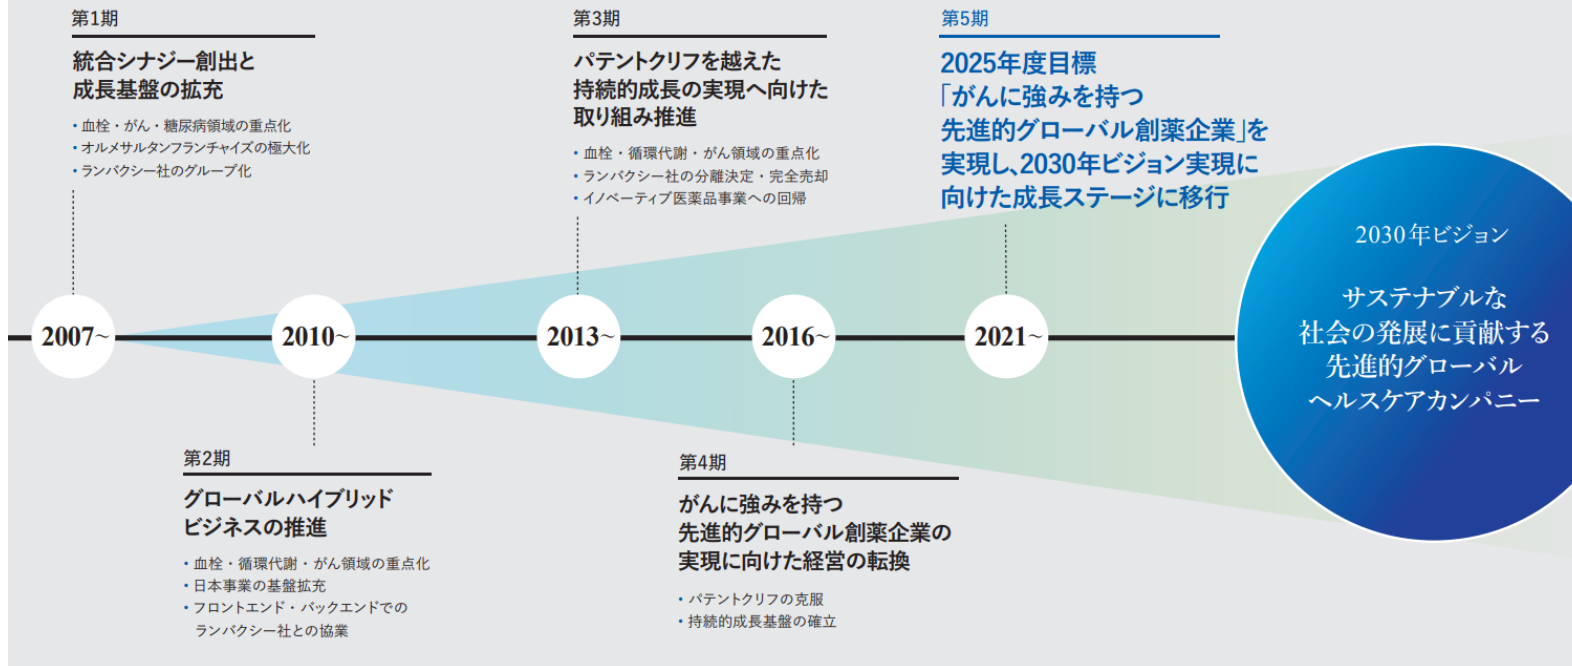 第1期
統合シナジー創出と
成長基盤の拡充
・血栓・がん・糖尿病領域の重点化
・オルメサルタンフランチャイズの極大化
・ランバクシー社のグループ化
第3期
パテントクリフを越えた
持続的成長の実現へ向けた
取り組み推進
・血栓・循環代謝・がん領域の重点化
・ランバクシー社の分離決定・完全売却
・イノベーティブ医薬品事業への回帰
第5期
2025年度目標
「がんに強みを持つ
先進的グローバル創薬企業」を
実現し、2030年ビジョン実現に
向けた成長ステージに移行
2007~
2010~
2013~
2016~
2021~
2030年ビジョン
サステナブルな
社会の発展に貢献する
先進的グローバル
ヘルスケアカンパニー
第2期
グローバルハイブリッド
ビジネスの推進
・血栓・循環代謝・がん領域の重点化
・日本事業の基盤拡充
・フロントエンド・バックエンドでの
ランバクシー社との協業
第4期
がんに強みを持つ
先進的グローバル創薬企業の
実現に向けた経営の転換
・パテントクリフの克服
・持続的成長基盤の確立